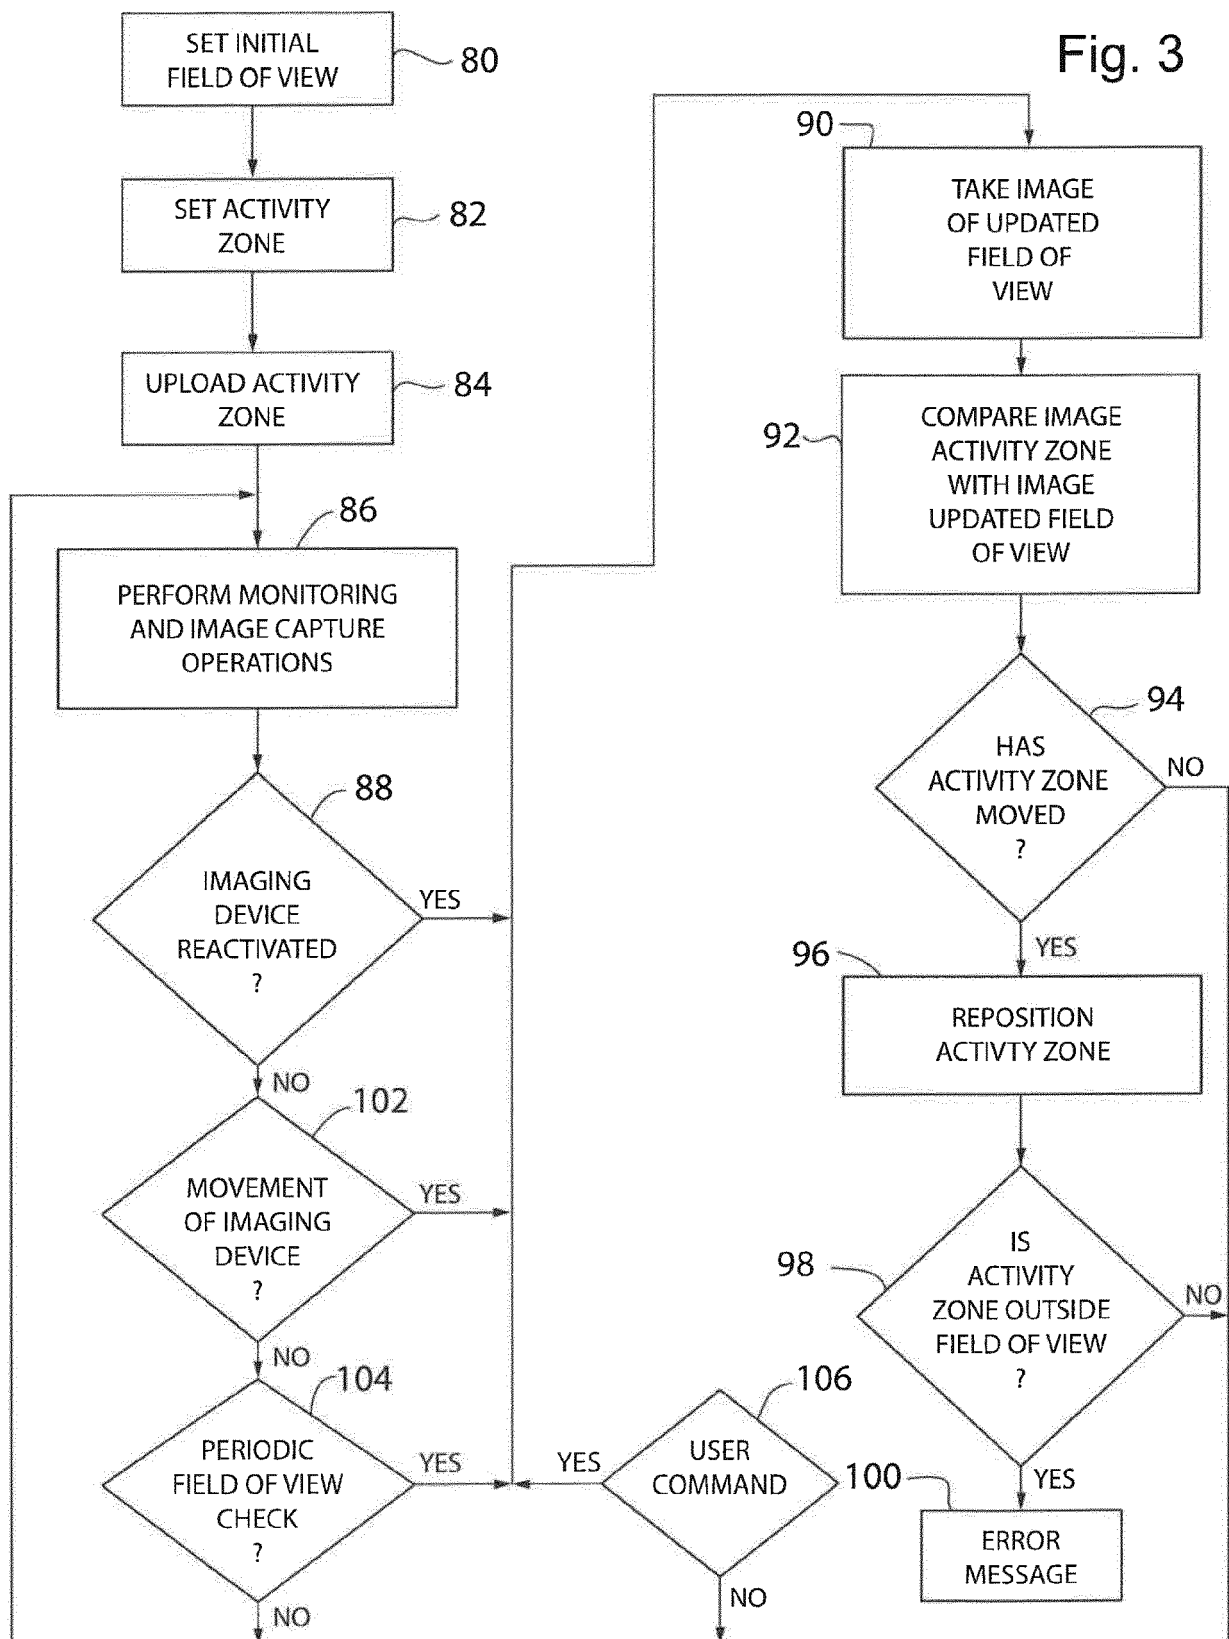 Fig. 3
SET INITIAL
FIELD OF VIEW
80
SET ACTIVITY
ZONE
82
UPLOAD ACTIVITY
ZONE
84
86
PERFORM MONITORING
AND IMAGE CAPTURE
OPERATIONS
88
IMAGING
DEVICE
REACTIVATED
?
YES
NO
102
MOVEMENT
OF IMAGING
DEVICE
?
YES
NO
104
PERIODIC
FIELD OF VIEW
CHECK
?
YES
NO
106
USER
COMMAND
YES
NO
90
TAKE IMAGE
OF UPDATED
FIELD OF
VIEW
92
COMPARE IMAGE
ACTIVITY ZONE
WITH IMAGE
UPDATED FIELD
OF VIEW
94
HAS
ACTIVITY ZONE
MOVED
?
NO
YES
96
REPOSITION
ACTIVTY ZONE
98
IS
ACTIVITY
ZONE OUTSIDE
FIELD OF VIEW
?
NO
YES
100
ERROR
MESSAGE